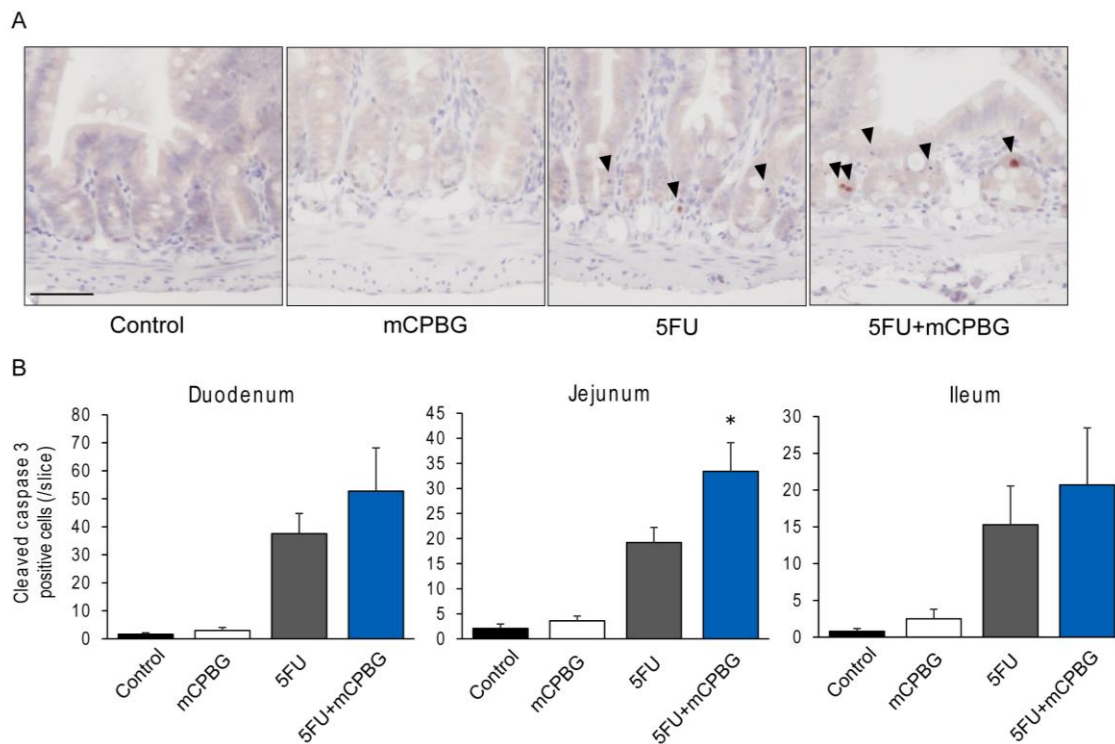 A
Control
mCPBG
5FU
5FU+mCPBG
B
Duodenum
Jejunum
Ileum
Cleaved caspase 3
positive cells (/slice)
80
70
60
50
40
30
20
10
0
Control
mCPBG
5FU
5FU+mCPBG
45
40
35
30
25
20
15
10
5
0
*
Control
mCPBG
5FU
5FU+mCPBG
30
25
20
15
10
5
0
Control
mCPBG
5FU
5FU+mCPBG